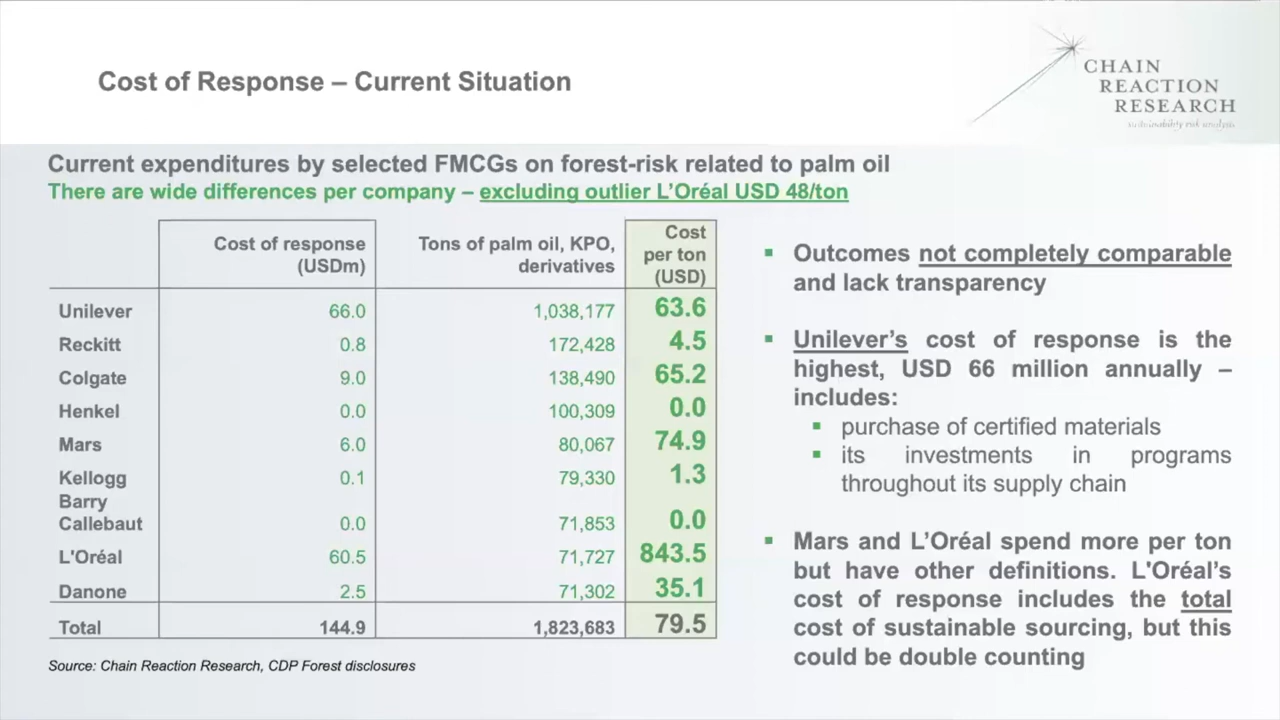 CHAIN
REACTION
RESEARCH
sustainability risk analysis
Cost of Response – Current Situation
Current expenditures by selected FMCGs on forest-risk related to palm oil
There are wide differences per company – excluding outlier L'Oréal USD 48/ton
Cost of response (USDm) Tons of palm oil, KPO, derivatives Cost per ton (USD)
Unilever 66.0 1,038,177 63.6
Reckitt 0.8 172,428 4.5
Colgate 9.0 138,490 65.2
Henkel 0.0 100,309 0.0
Mars 6.0 80,067 74.9
Kellogg 0.1 79,330 1.3
Barry Callebaut 0.0 71,853 0.0
L'Oréal 60.5 71,727 843.5
Danone 2.5 71,302 35.1
Total 144.9 1,823,683 79.5
Source: Chain Reaction Research, CDP Forest disclosures
▪ Outcomes not completely comparable
and lack transparency
▪ Unilever's cost of response is the
highest, USD 66 million annually –
includes:
▪ purchase of certified materials
▪ its investments in programs
throughout its supply chain
▪ Mars and L'Oréal spend more per ton
but have other definitions. L'Oréal's
cost of response includes the total
cost of sustainable sourcing, but this
could be double counting